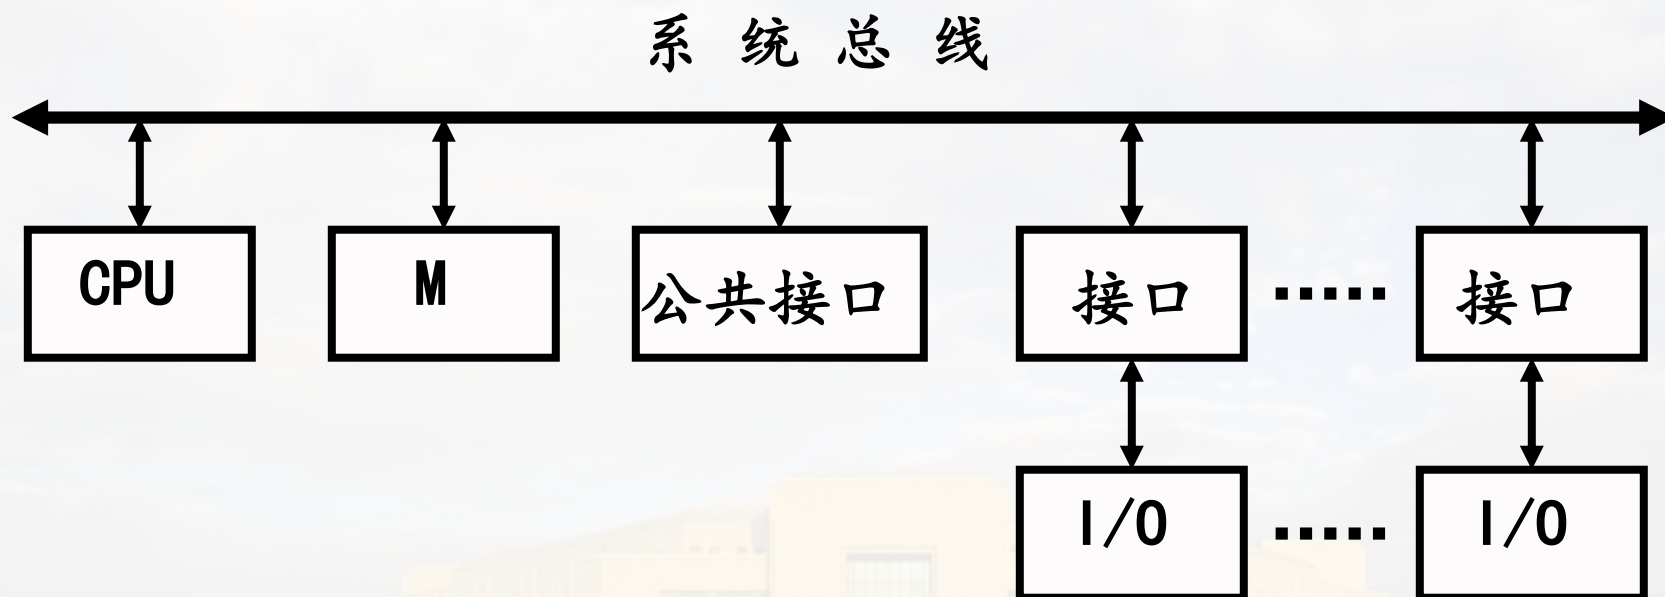 系 统 总 线
CPU M 公共接口 接口 ····· 接口
I/O ····· I/O